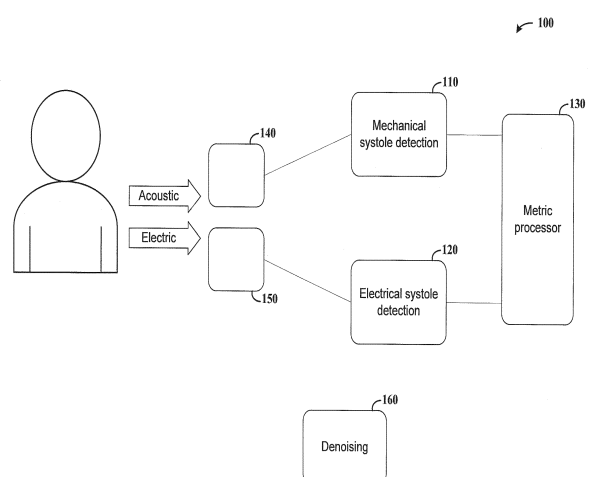 100
110
130
140
Mechanical
systole detection
Acoustic
Metric
processor
Electric
120
Electrical systole
detection
150
160
Denoising